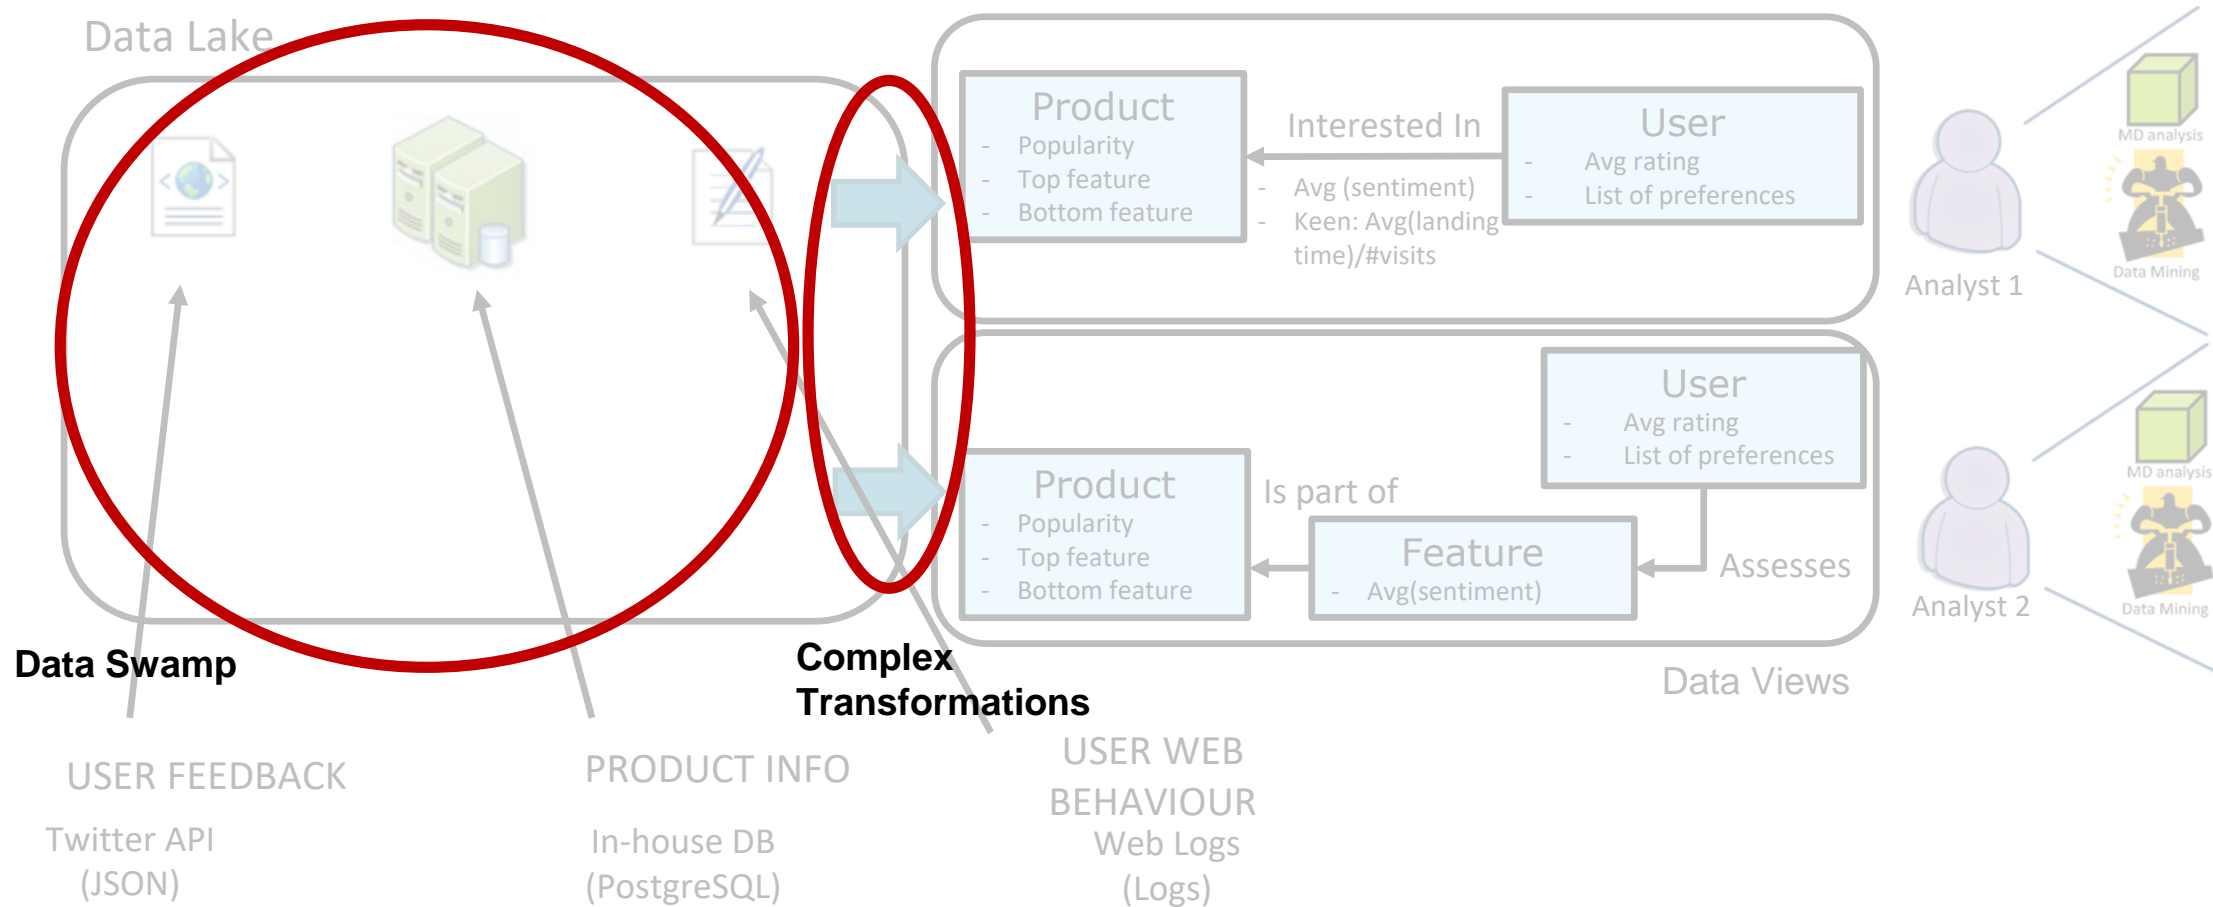 Data Lake
Product
- Popularity
- Top feature
- Bottom feature
Interested In
- Avg (sentiment)
- Keen: Avg(landing
time)/#visits
User
- Avg rating
- List of preferences
Analyst 1
MD analysis
Data Mining
Product
- Popularity
- Top feature
- Bottom feature
Is part of
Feature
- Avg(sentiment)
User
- Avg rating
- List of preferences
Assesses
Analyst 2
MD analysis
Data Mining
Data Swamp
Complex
Transformations
Data Views
USER FEEDBACK
Twitter API
(JSON)
PRODUCT INFO
In-house DB
(PostgreSQL)
USER WEB
BEHAVIOUR
Web Logs
(Logs)